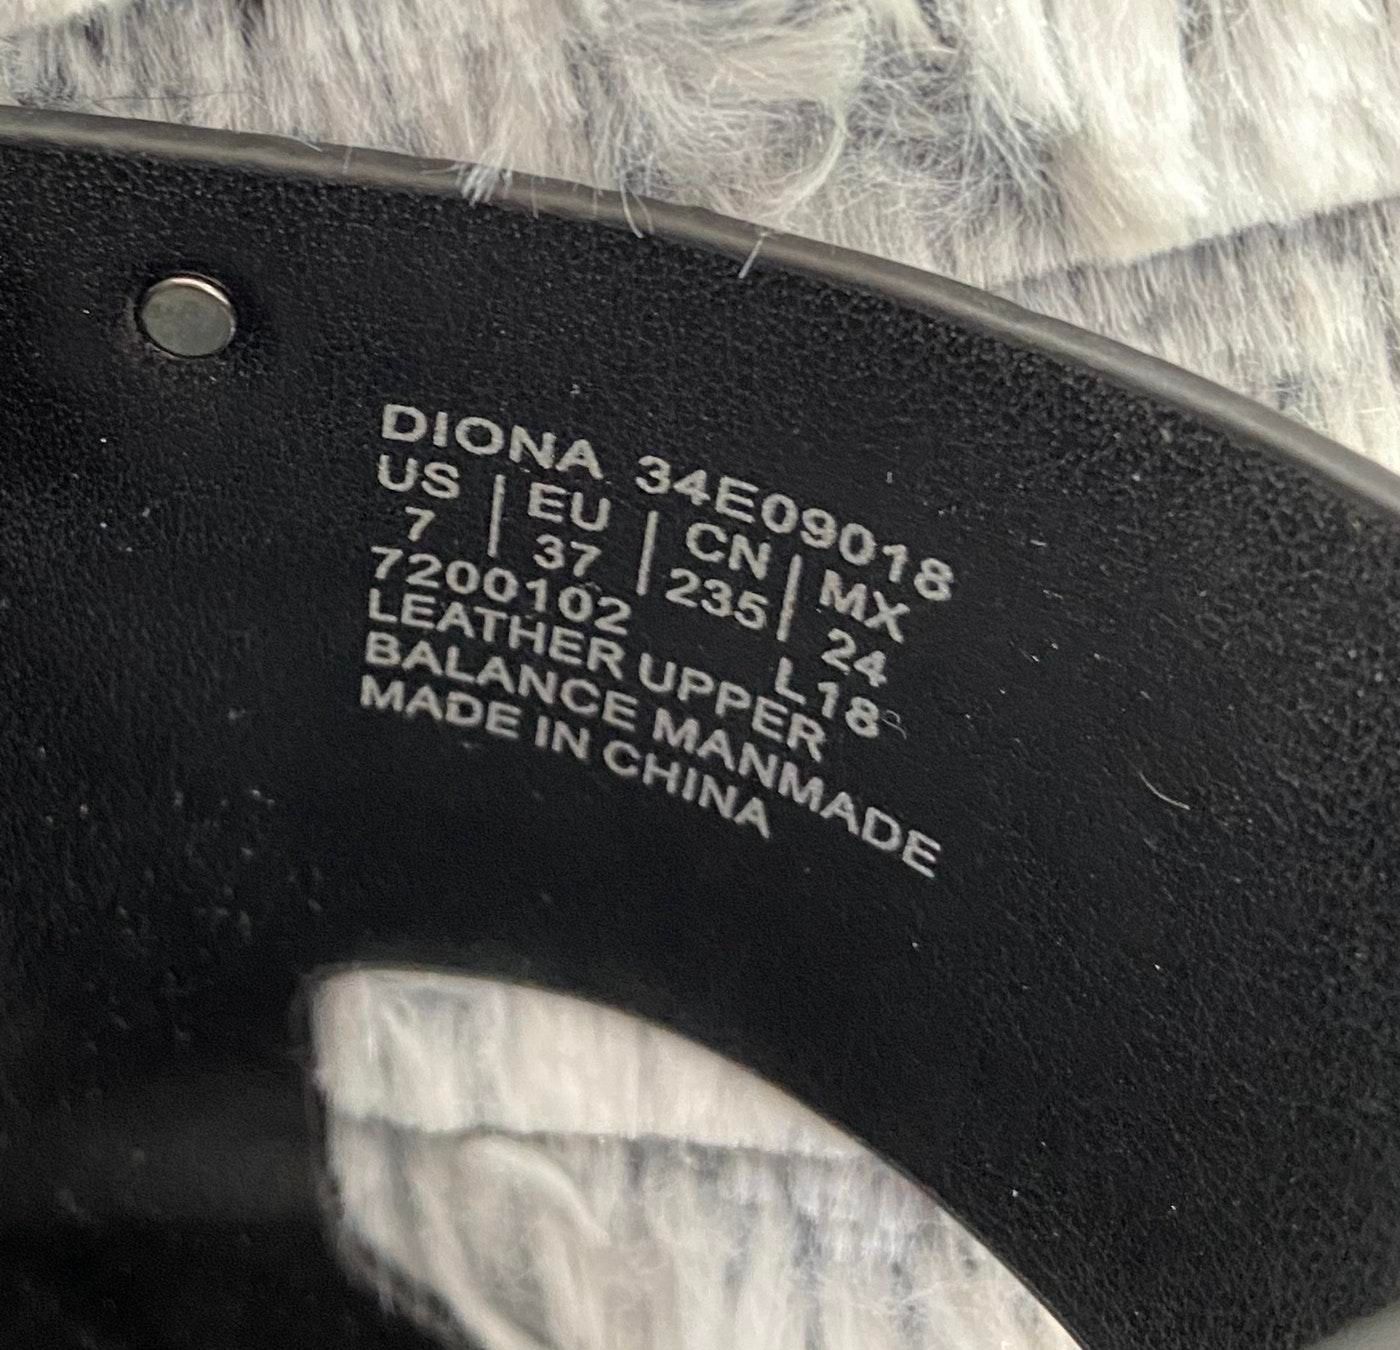 DIONA 34E09018
US | EU | CN | MX
7 | 37 | 235 | 24
7200102 L18
LEATHER UPPER
BALANCE MANMADE
MADE IN CHINA